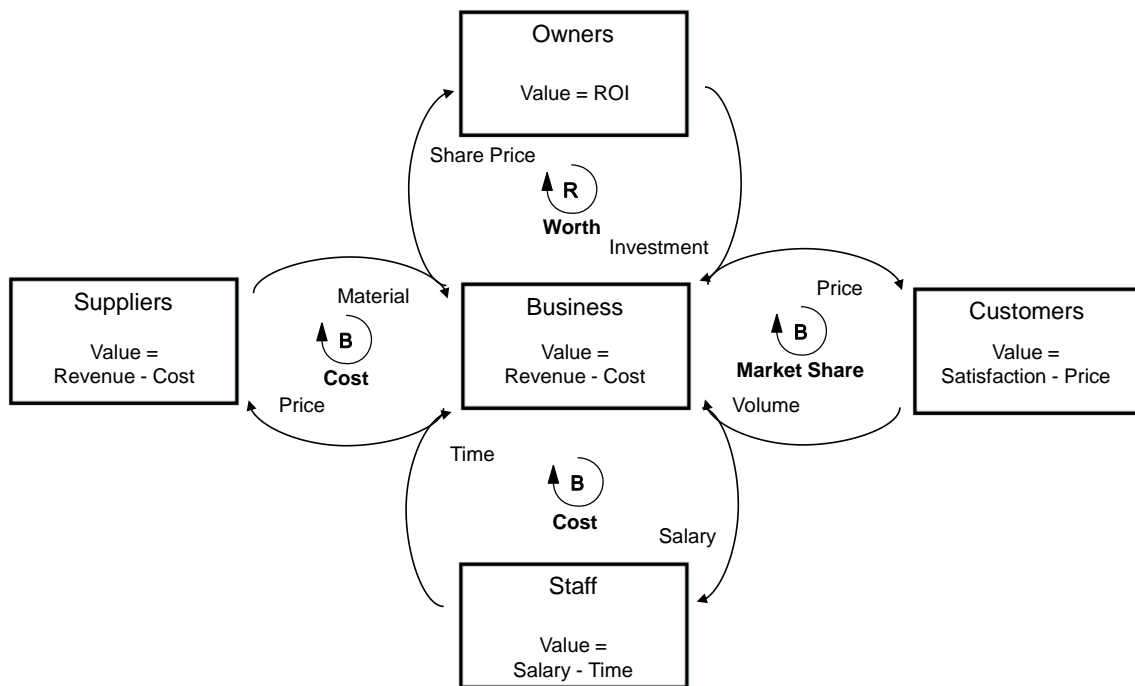 Owners
Value = ROI
Share Price
R
Worth
Investment
Suppliers
Value =
Revenue - Cost
Material
B
Cost
Price
Business
Value =
Revenue - Cost
Price
B
Market Share
Volume
Customers
Value =
Satisfaction - Price
Time
B
Cost
Salary
Staff
Value =
Salary - Time